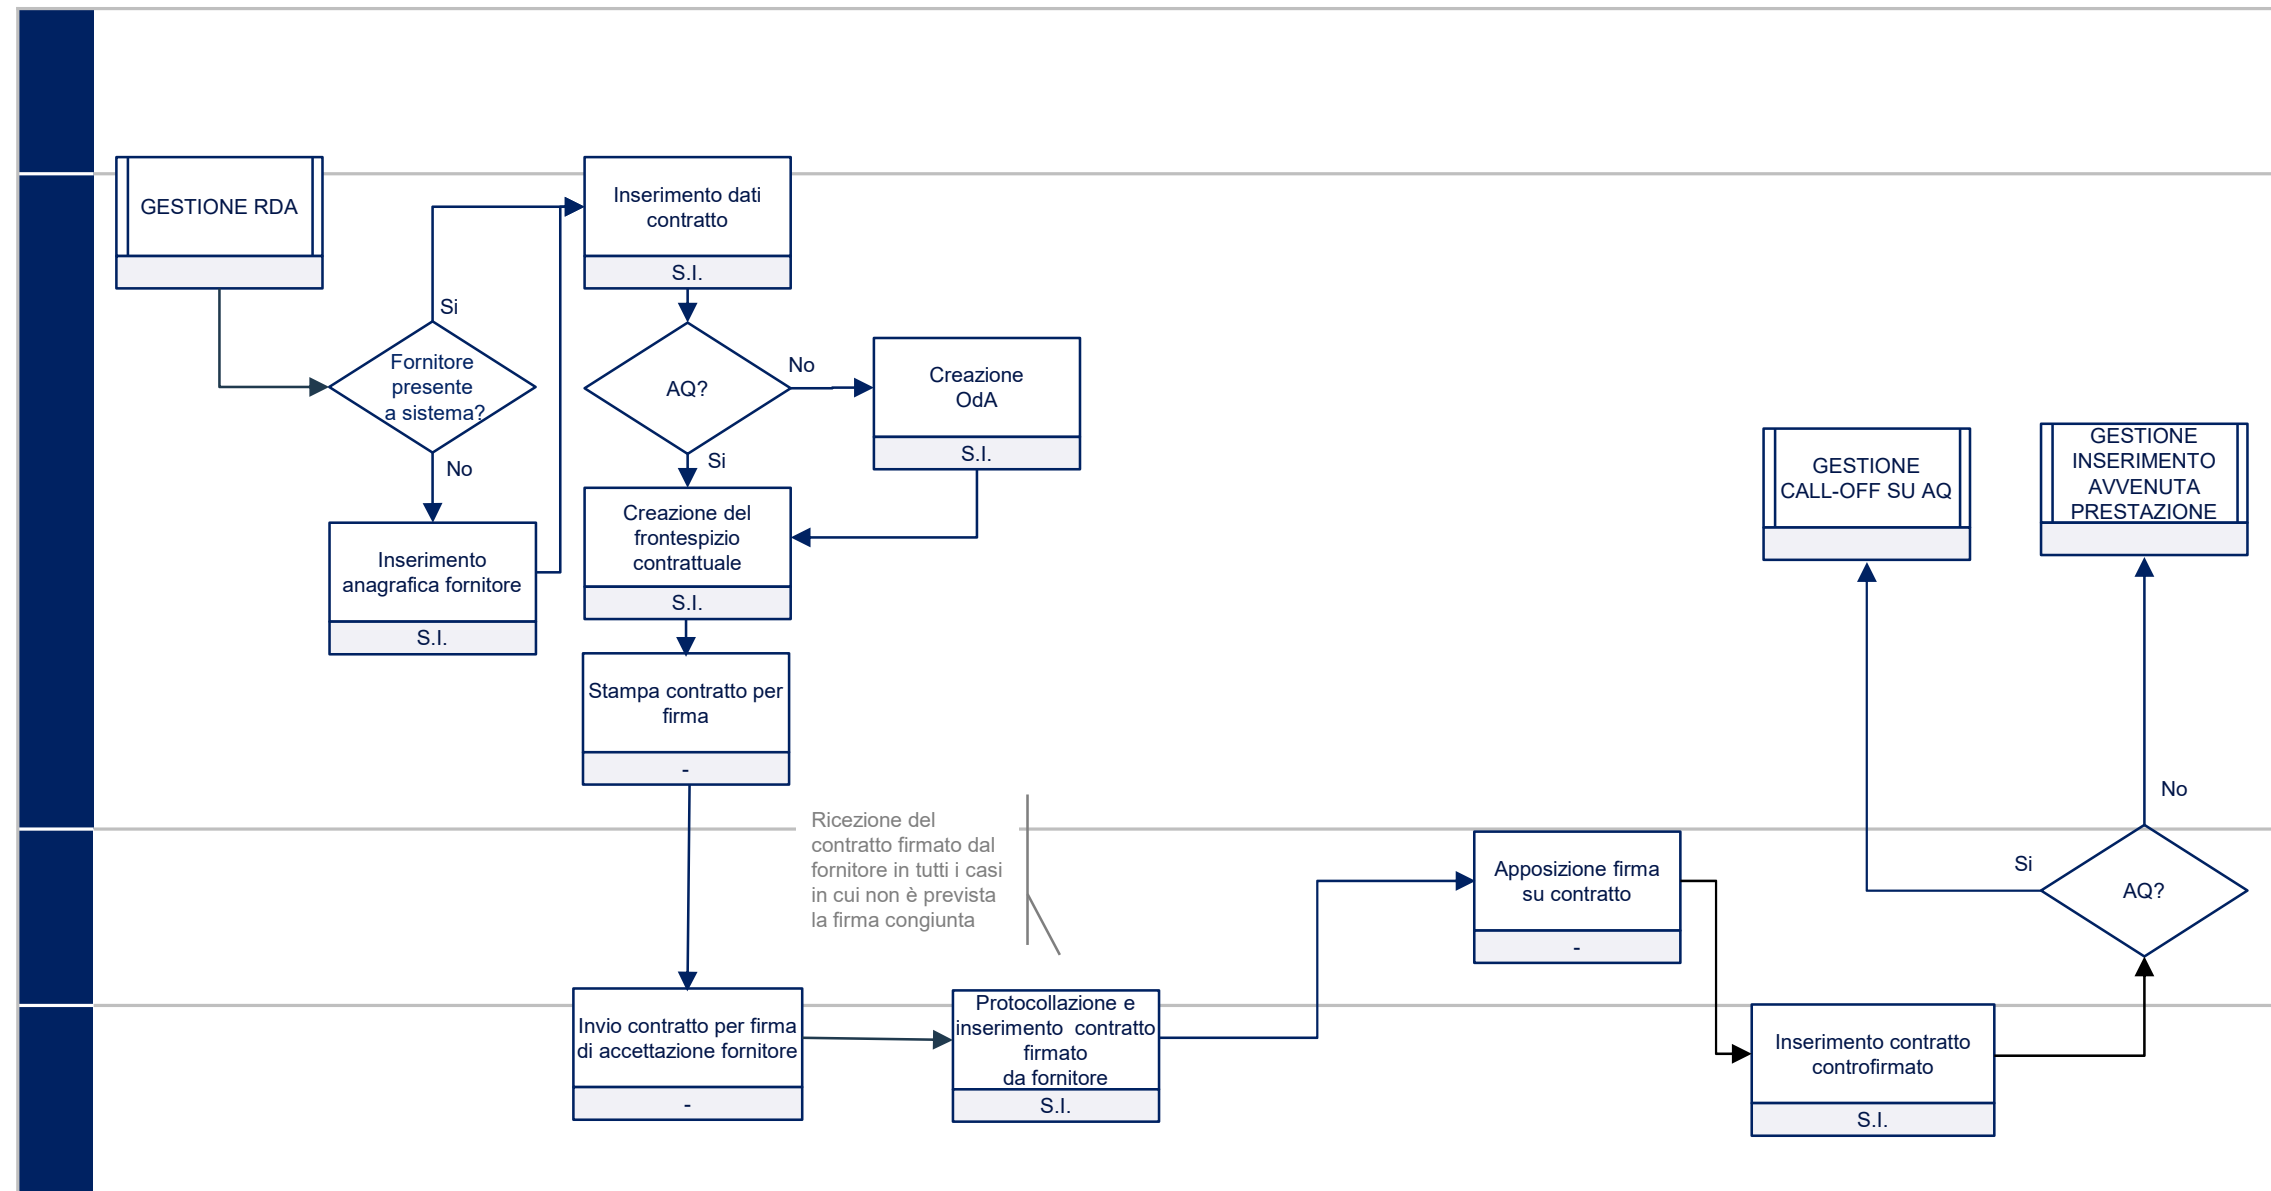 GESTIONE RDA
Inserimento dati
contratto
S.I.
Si
Fornitore
presente
a sistema?
No
Inserimento
anagrafica fornitore
S.I.
AQ?
No
Si
Creazione
OdA
S.I.
Creazione del
frontespizio
contrattuale
S.I.
Stampa contratto per
firma
-
Ricezione del
contratto firmato dal
fornitore in tutti i casi
in cui non è prevista
la firma congiunta
Invio contratto per firma
di accettazione fornitore
-
Protocollazione e
inserimento  contratto
firmato
da fornitore
S.I.
Apposizione firma
su contratto
-
Inserimento contratto
controfirmato
S.I.
AQ?
Si
No
GESTIONE
CALL-OFF SU AQ
GESTIONE
INSERIMENTO
AVVENUTA
PRESTAZIONE